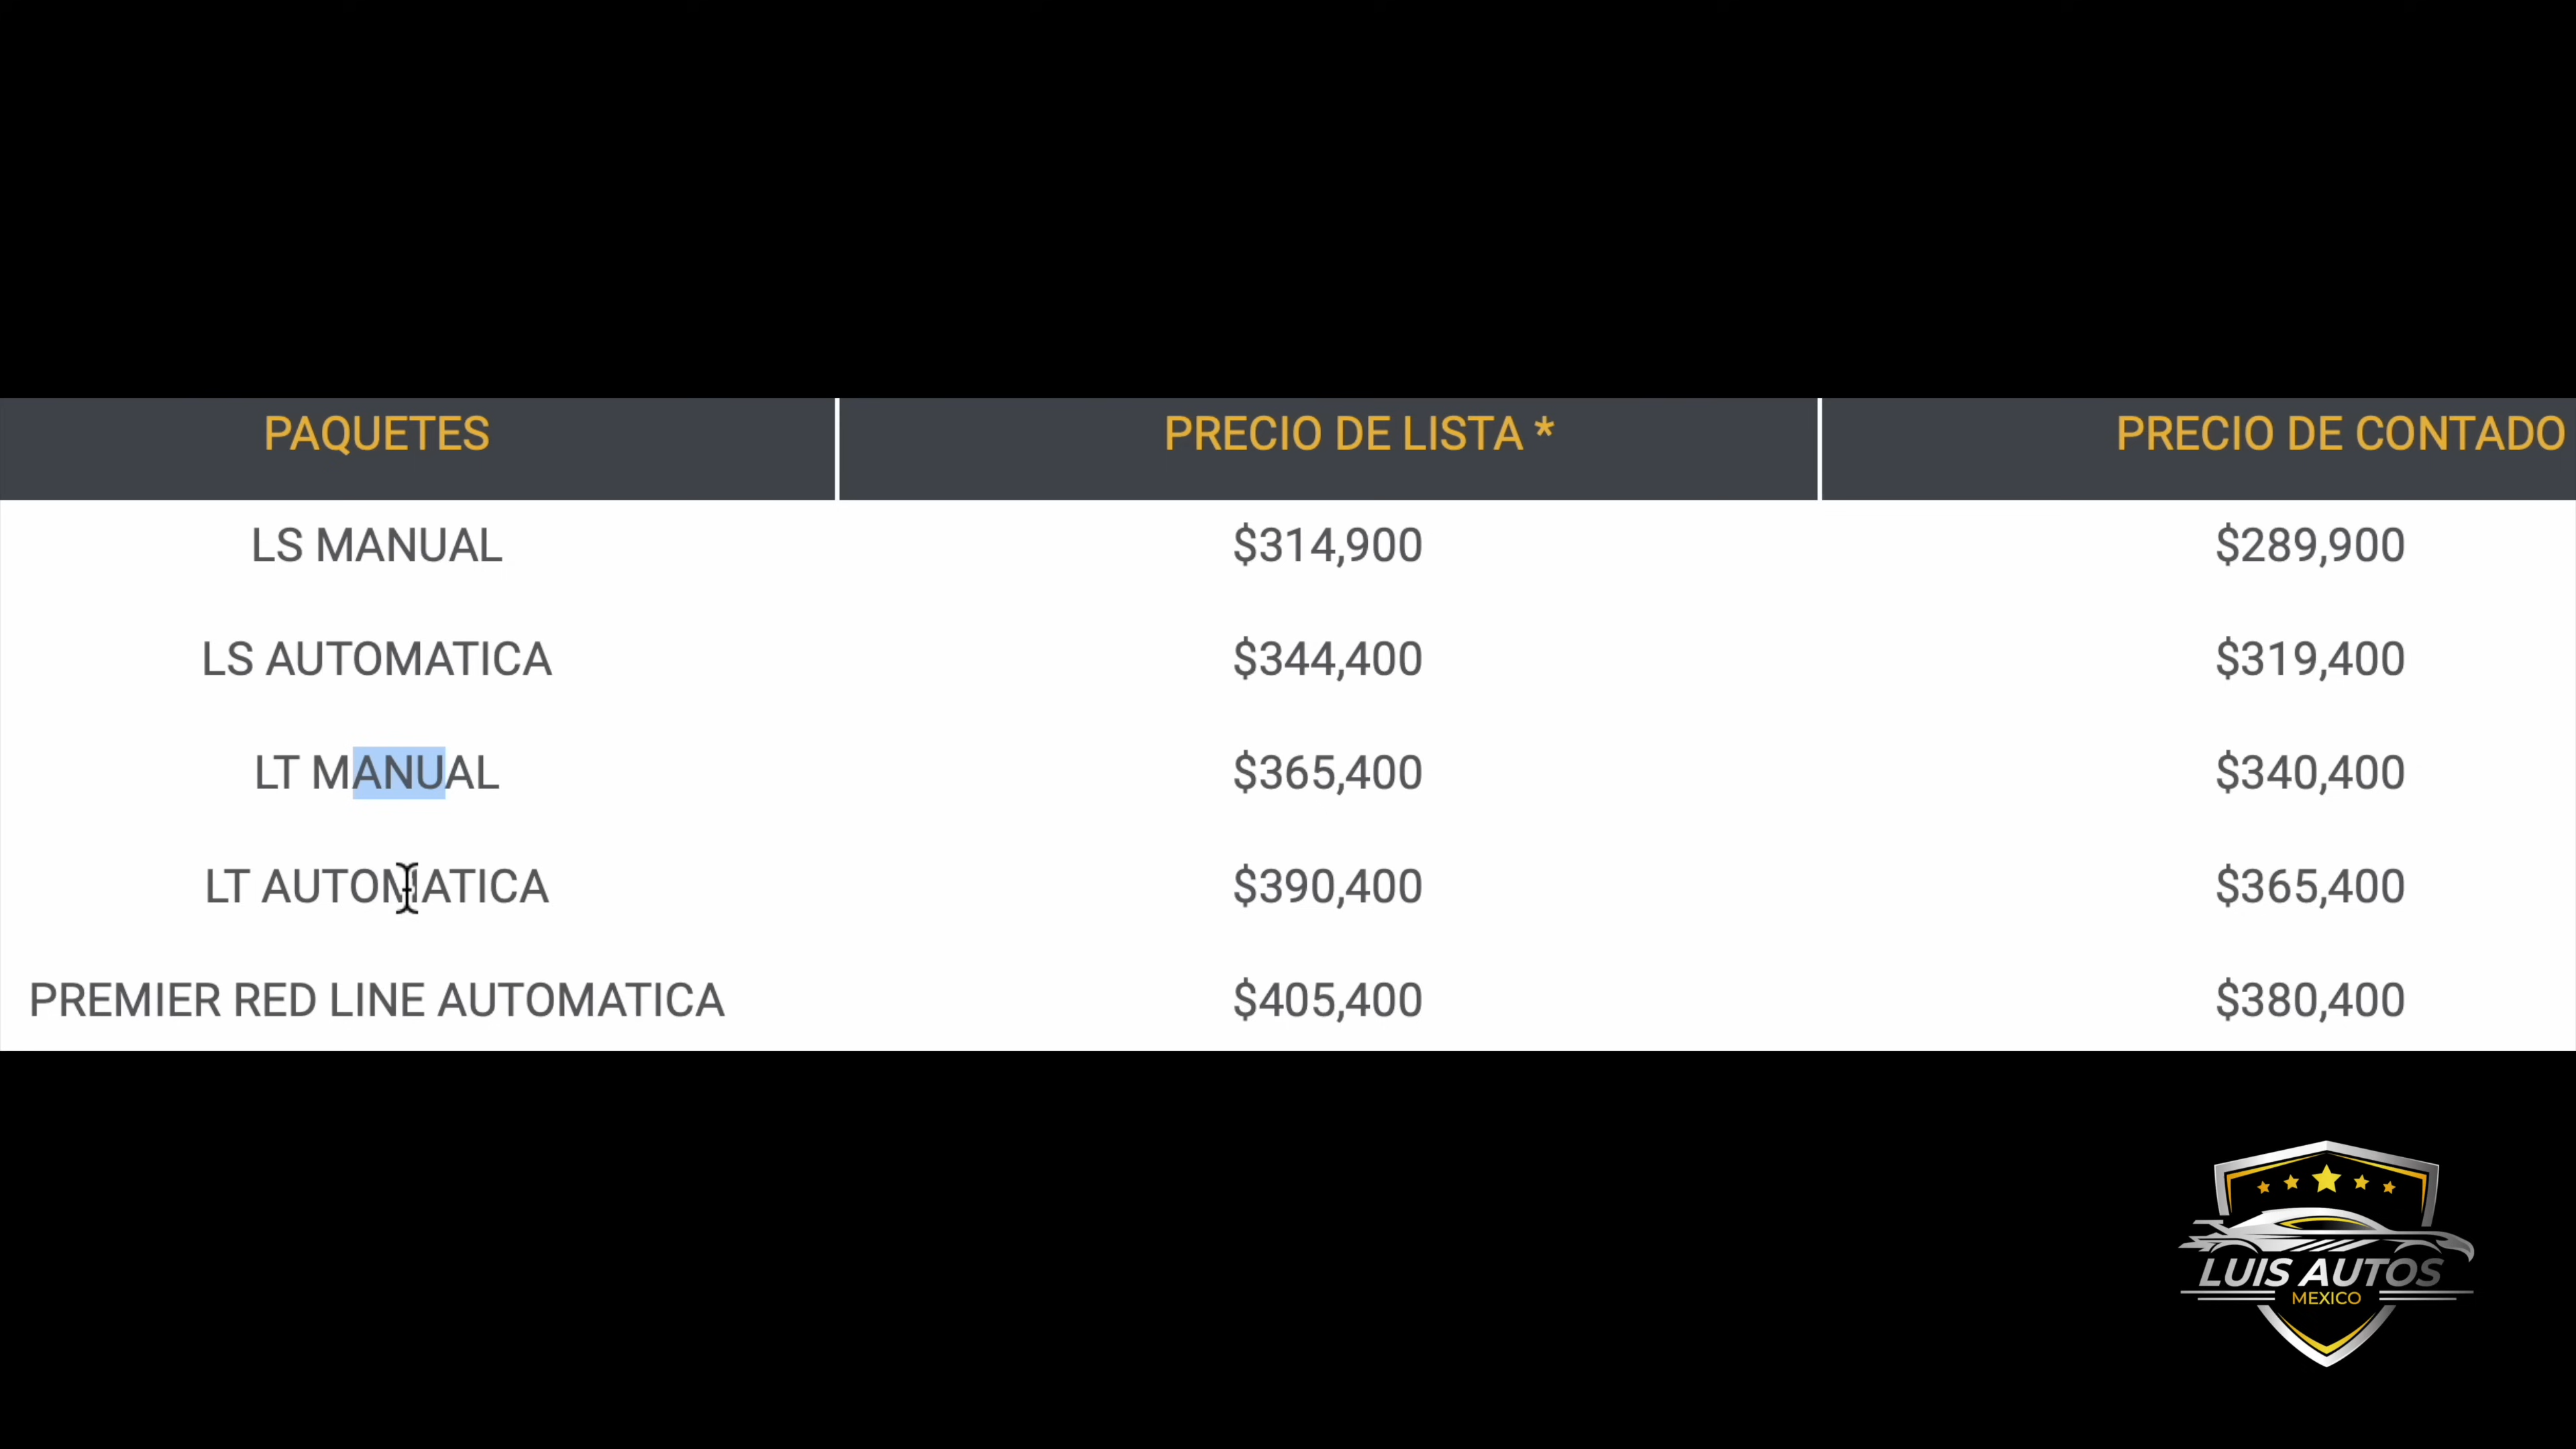 PAQUETES PRECIO DE LISTA * PRECIO DE CONTADO
LS MANUAL $314,900 $289,900
LS AUTOMATICA $344,400 $319,400
LT MANUAL $365,400 $340,400
LT AUTOMATICA $390,400 $365,400
PREMIER RED LINE AUTOMATICA $405,400 $380,400
LUIS AUTOS
MEXICO